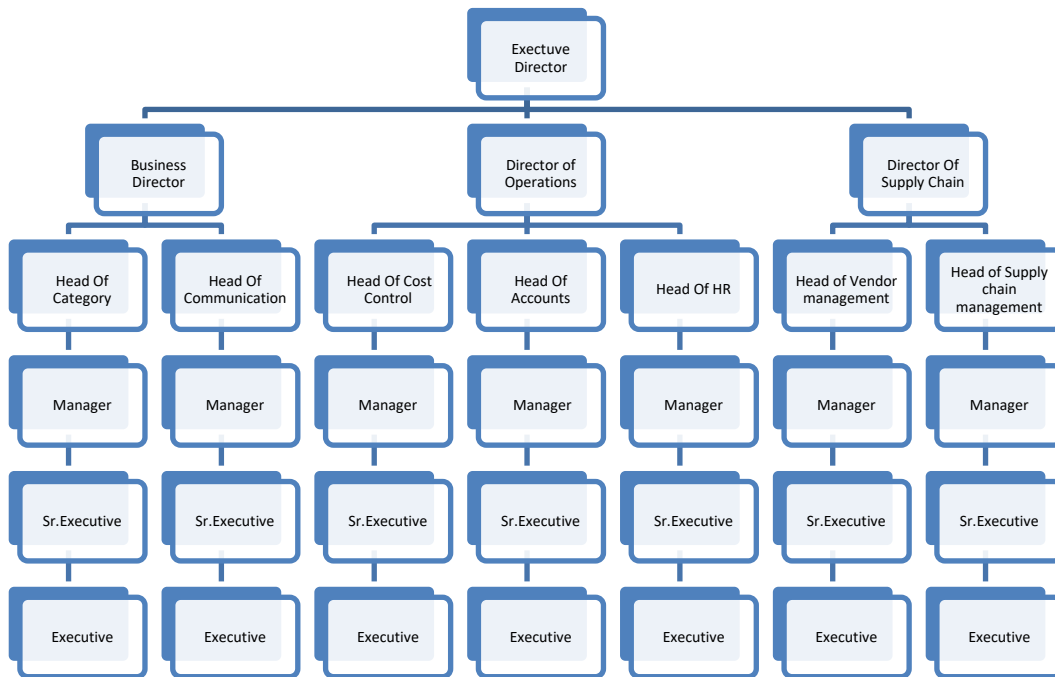 Exectuve
Director
Business
Director
Director of
Operations
Director Of
Supply Chain
Head Of
Category
Head Of
Communication
Head Of Cost
Control
Head Of
Accounts
Head Of HR
Head of Vendor
management
Head of Supply
chain
management
Manager
Manager
Manager
Manager
Manager
Manager
Manager
Sr.Executive
Sr.Executive
Sr.Executive
Sr.Executive
Sr.Executive
Sr.Executive
Sr.Executive
Executive
Executive
Executive
Executive
Executive
Executive
Executive